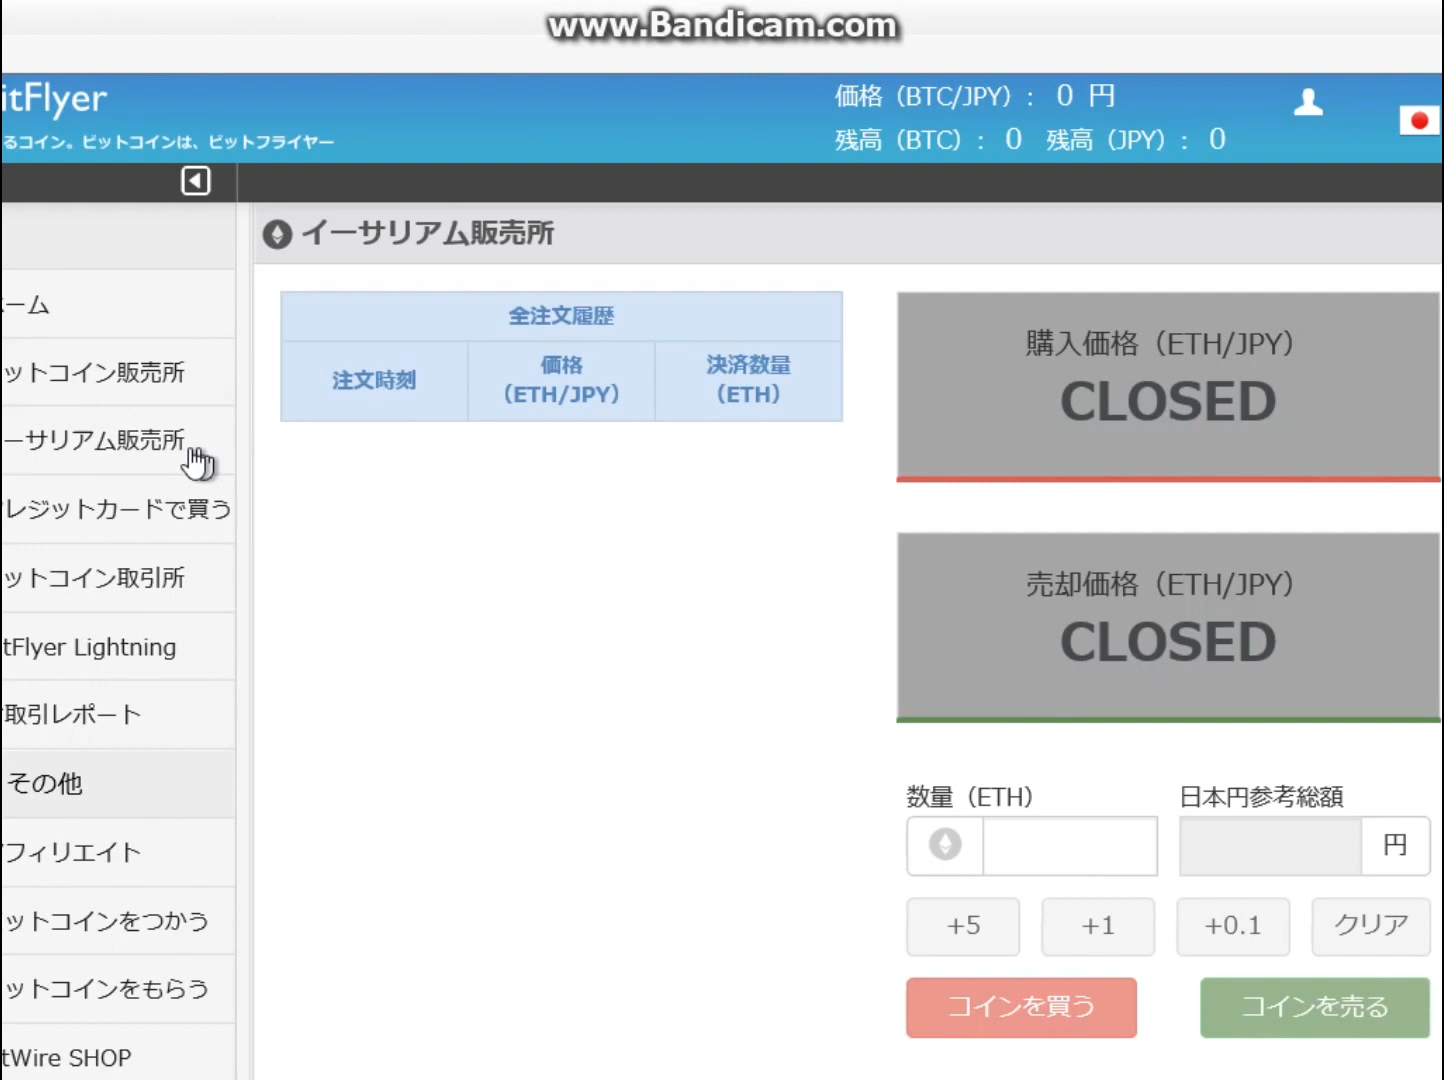 www.Bandicam.com
itFlyer
価格（BTC/JPY）： 0 円
るコイン。ビットコインは、ビットフライヤー
残高（BTC）： 0 残高（JPY）： 0
イーサリアム販売所
ーム
ットコイン販売所
ーサリアム販売所
レジットカードで買う
ットコイン取引所
tFlyer Lightning
取引レポート
その他
フィリエイト
ットコインをつかう
ットコインをもらう
tWire SHOP
全注文履歴
注文時刻
価格
（ETH/JPY）
決済数量
（ETH）
購入価格（ETH/JPY）
CLOSED
売却価格（ETH/JPY）
CLOSED
数量（ETH）
日本円参考総額
円
+5
+1
+0.1
クリア
コインを買う
コインを売る